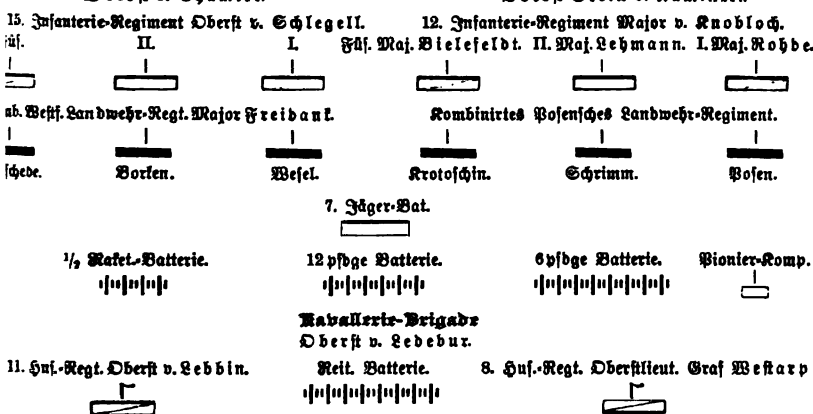 15. Infanterie-Regiment Oberst v. Schlegell. 12. Infanterie-Regiment Major v. Knobloch.
II. I. Füs. Maj. Bielefeldt. II. Maj. Lehmann. I. Maj. Rohde.
Westf. Landwehr-Regt. Major Freibank. Kombinirtes Posensches Landwehr-Regiment.
Borken. Wesel. Krotoschin. Schrimm. Posen.
7. Jäger-Bat.
½ Raket.-Batterie. 12 pfdge Batterie. 6 pfdge Batterie. Pionier-Komp.
Kavallerie-Brigade
Oberst v. Ledebur.
11. Hus.-Regt. Oberst v. Lebbin. Reit. Batterie. 8. Hus.-Regt. Oberstlieut. Graf Westarp